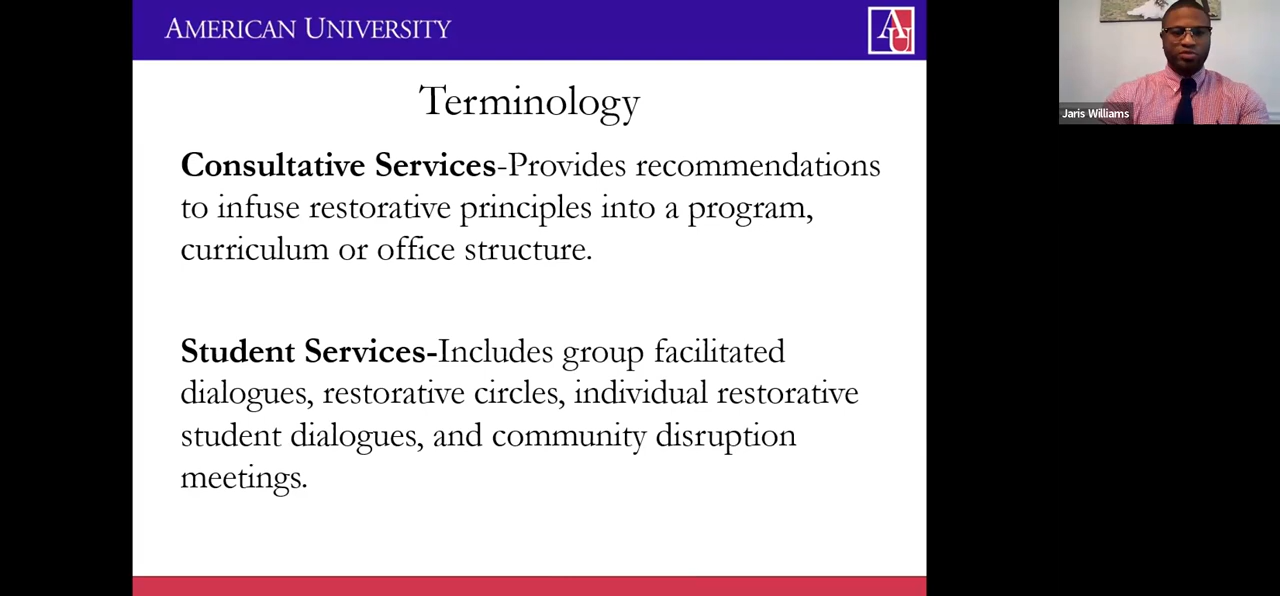 AMERICAN UNIVERSITY
AU
Jaris Williams
Terminology
Consultative Services-Provides recommendations
to infuse restorative principles into a program,
curriculum or office structure.
Student Services-Includes group facilitated
dialogues, restorative circles, individual restorative
student dialogues, and community disruption
meetings.